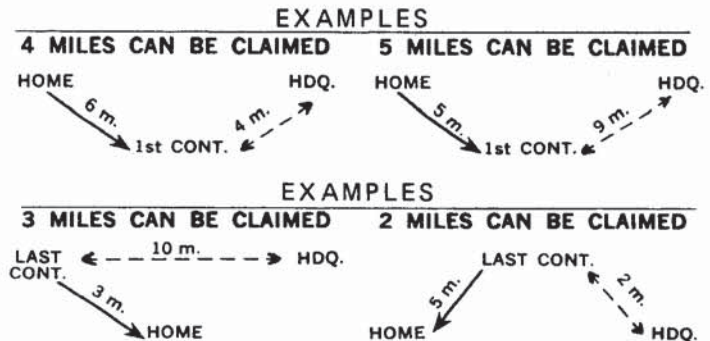 EXAMPLES
4 MILES CAN BE CLAIMED 5 MILES CAN BE CLAIMED
HOME HDQ. HOME HDQ.
6 m. 4 m. 5 m. 9 m.
1st CONT. 1st CONT.
EXAMPLES
3 MILES CAN BE CLAIMED 2 MILES CAN BE CLAIMED
LAST CONT. 10 m. HDQ. LAST CONT.
3 m. 5 m. 2 m.
HOME HOME HDQ.